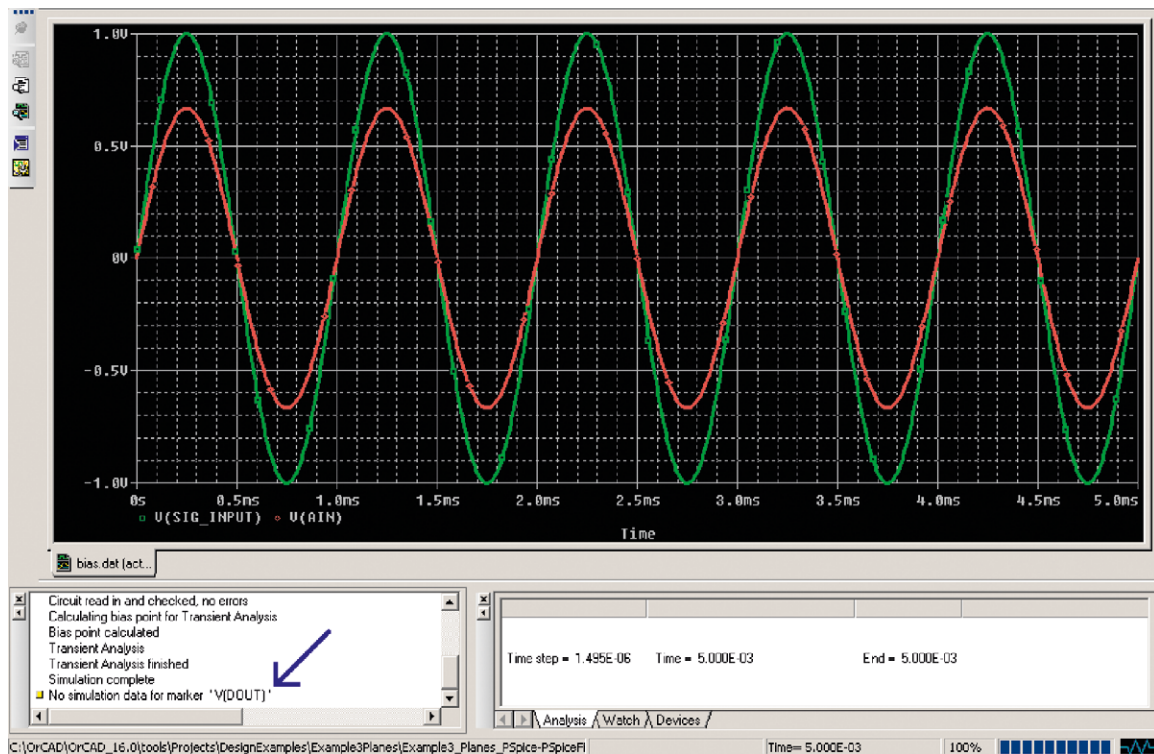 1.0V
0.5V
0V
-0.5V
-1.0V
0s 0.5ms 1.0ms 1.5ms 2.0ms 2.5ms 3.0ms 3.5ms 4.0ms 4.5ms 5.0ms
V(SIG_INPUT) V(AIN)
Time
bias.dat (act...
Circuit read in and checked, no errors
Calculating bias point for Transient Analysis
Bias point calculated
Transient Analysis
Transient Analysis finished
Simulation complete
No simulation data for marker 'V(DOUT)'
Time step = 1.495E-06 Time = 5.000E-03 End = 5.000E-03
Analysis Watch Devices
C:\OrCAD\OrCAD_16.0\tools\Projects\DesignExamples\Example3Planes\Example3_Planes_PSpice-PSpiceFi Time= 5.000E-03 100%